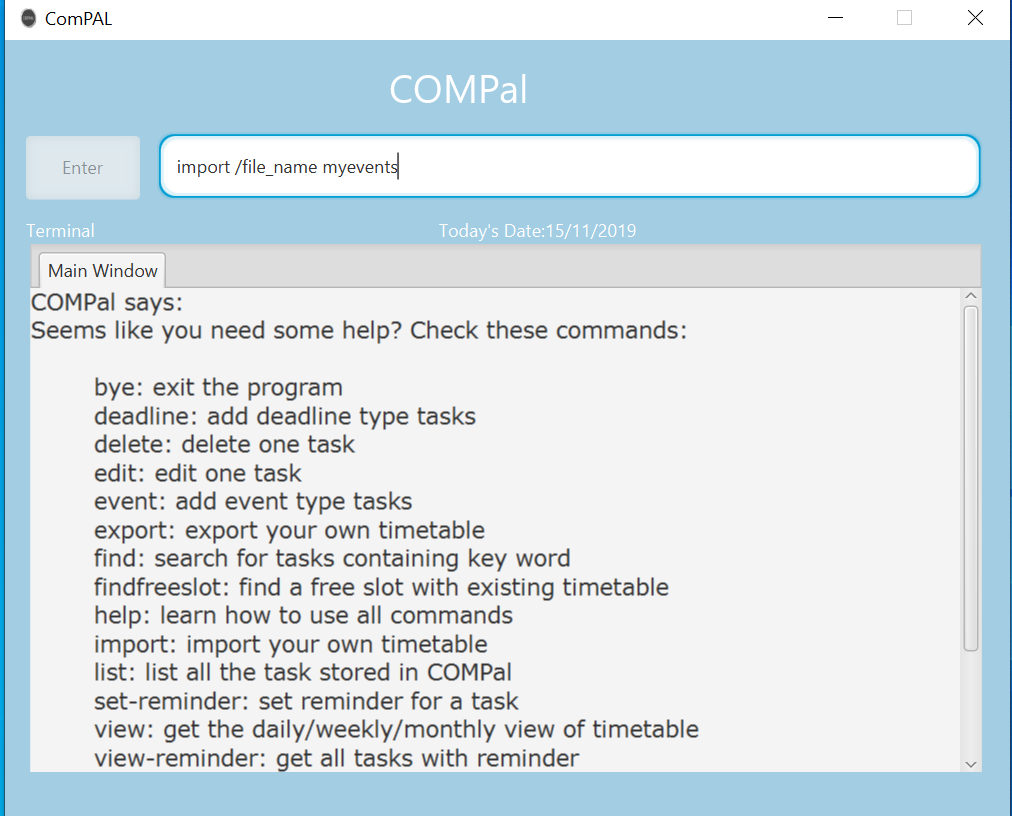 ComPAL
COMPal
Enter
import /file_name myevents
Terminal
Today's Date:15/11/2019
Main Window
COMPal says:
Seems like you need some help? Check these commands:
bye: exit the program
deadline: add deadline type tasks
delete: delete one task
edit: edit one task
event: add event type tasks
export: export your own timetable
find: search for tasks containing key word
findfreeslot: find a free slot with existing timetable
help: learn how to use all commands
import: import your own timetable
list: list all the task stored in COMPal
set-reminder: set reminder for a task
view: get the daily/weekly/monthly view of timetable
view-reminder: get all tasks with reminder